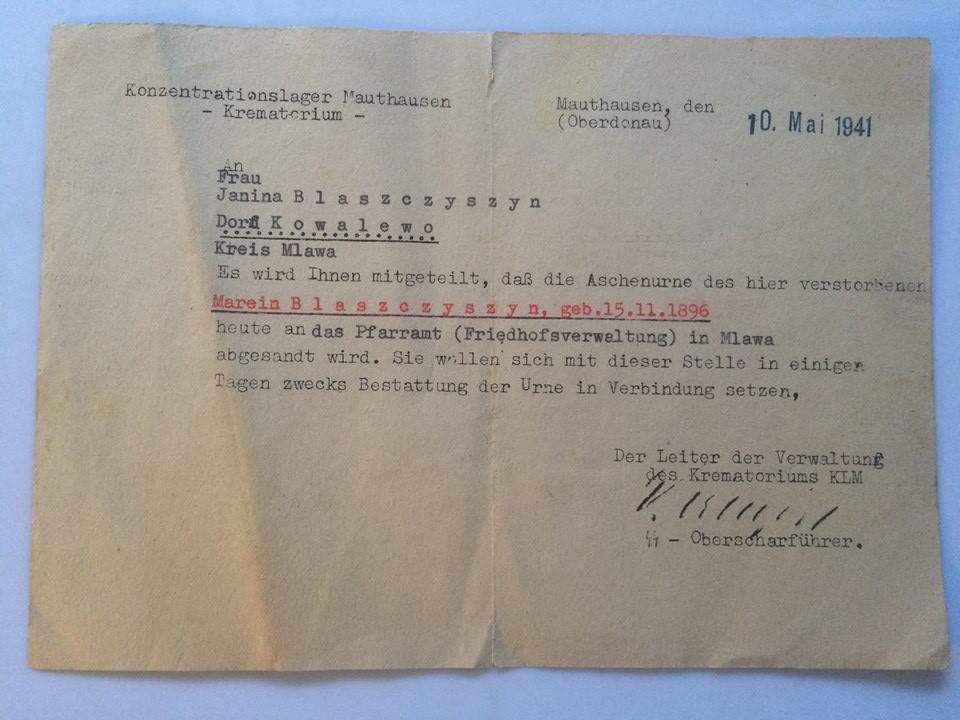 Konzentrationslager Mauthausen
- Krematorium -
Mauthausen, den
(Oberdonau)
10. Mai 1941
An
Frau
Janina B l a s z c z y s z y n
Dorf K o w a l e w o
Kreis Mlawa
Es wird Ihnen mitgeteilt, daß die Aschenurne des hier verstorbenen
Marein B l a s z c z y s z y n, geb.15.11.1896
heute an das Pfarramt (Friedhofsverwaltung) in Mlawa
abgesandt wird. Sie wollen sich mit dieser Stelle in einigen
Tagen zwecks Bestattung der Urne in Verbindung setzen,
Der Leiter der Verwaltung
des Krematoriums KLM
SS - Oberscharführer.